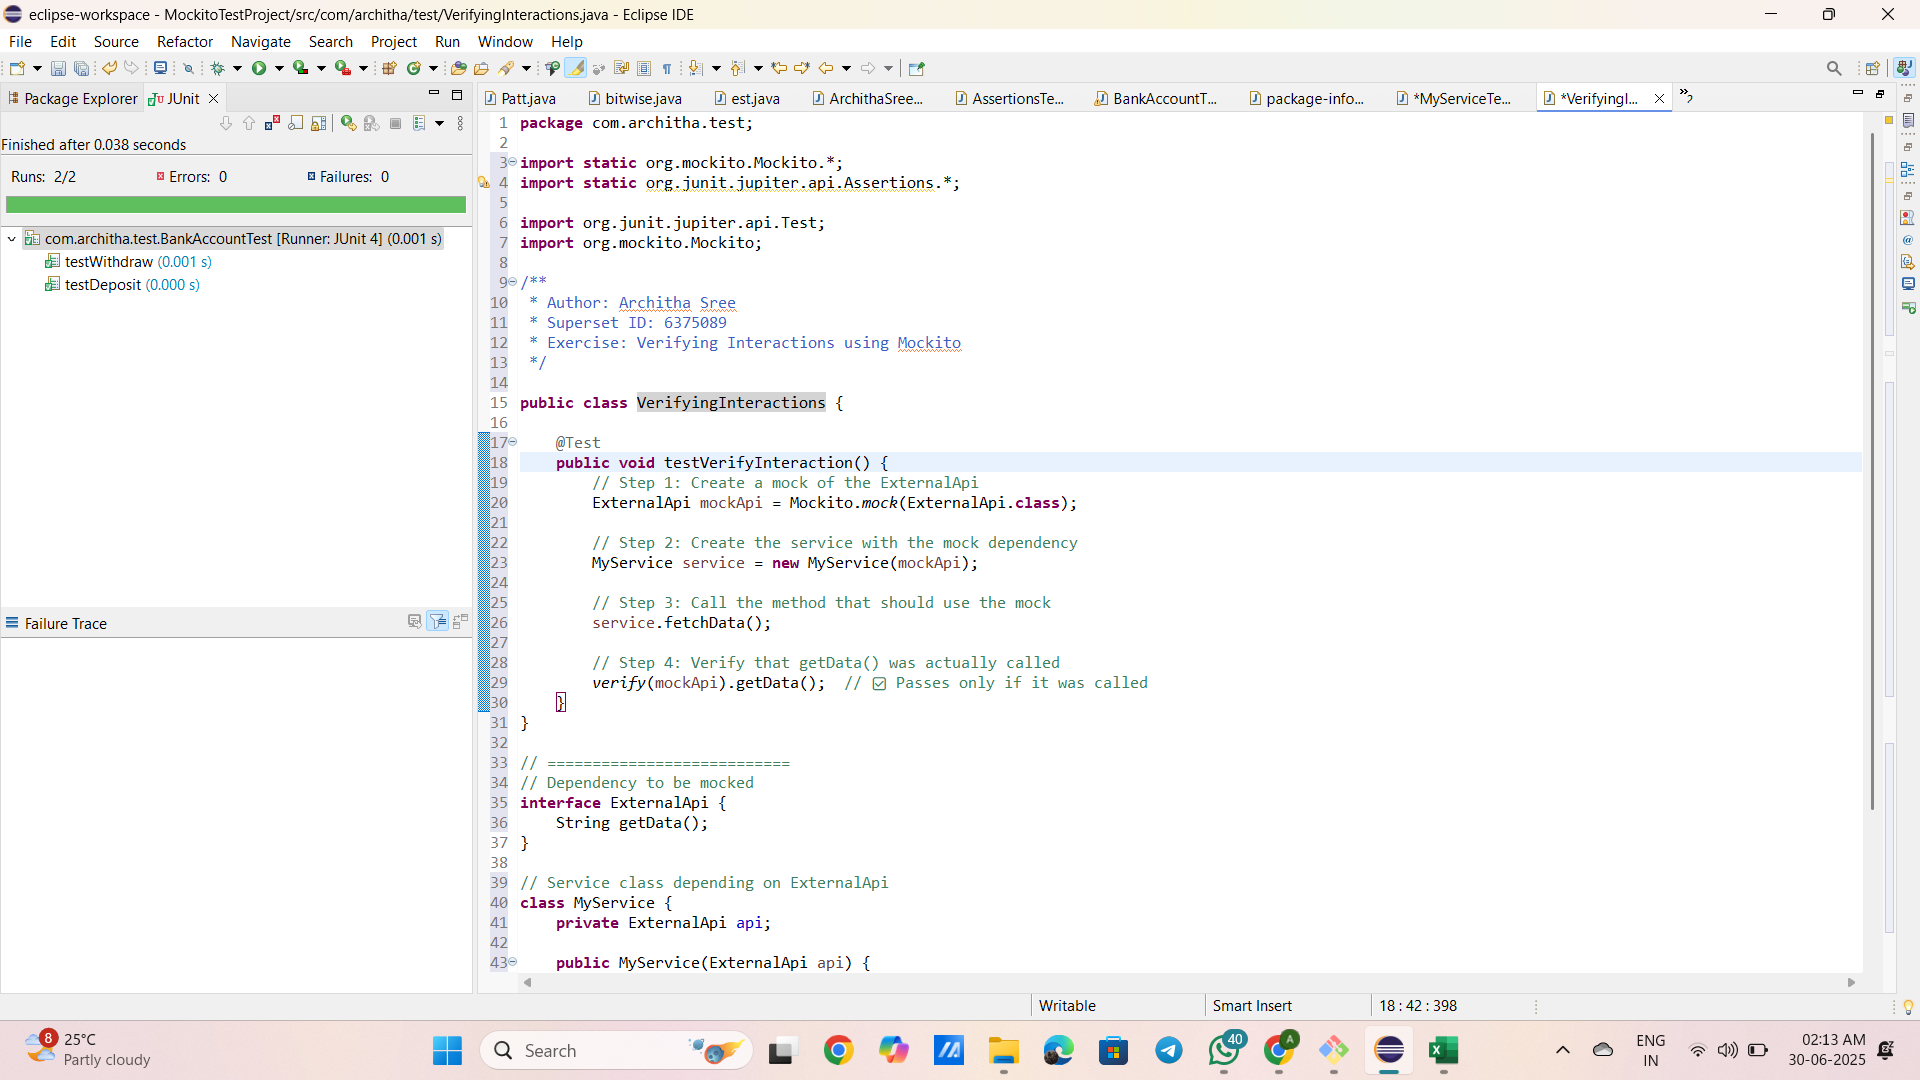 eclipse-workspace - MockitoTestProject/src/com/architha/test/VerifyingInteractions.java - Eclipse IDE
File Edit Source Refactor Navigate Search Project Run Window Help
Package Explorer JUnit
Patt.java bitwise.java est.java ArchithaSree... AssertionsTe... BankAccountT... package-info... *MyServiceTe... *VerifyingI... 2
Finished after 0.038 seconds
Runs: 2/2 Errors: 0 Failures: 0
com.architha.test.BankAccountTest [Runner: JUnit 4] (0.001 s)
testWithdraw (0.001 s)
testDeposit (0.000 s)
Failure Trace
1 package com.architha.test;
2
3 import static org.mockito.Mockito.*;
4 import static org.junit.jupiter.api.Assertions.*;
5
6 import org.junit.jupiter.api.Test;
7 import org.mockito.Mockito;
8
9 /**
10 * Author: Architha Sree
11 * Superset ID: 6375089
12 * Exercise: Verifying Interactions using Mockito
13 */
14
15 public class VerifyingInteractions {
16
17 @Test
18 public void testVerifyInteraction() {
19 // Step 1: Create a mock of the ExternalApi
20 ExternalApi mockApi = Mockito.mock(ExternalApi.class);
21
22 // Step 2: Create the service with the mock dependency
23 MyService service = new MyService(mockApi);
24
25 // Step 3: Call the method that should use the mock
26 service.fetchData();
27
28 // Step 4: Verify that getData() was actually called
29 verify(mockApi).getData(); // ☑ Passes only if it was called
30 }
31 }
32
33 // ===========================
34 // Dependency to be mocked
35 interface ExternalApi {
36 String getData();
37 }
38
39 // Service class depending on ExternalApi
40 class MyService {
41 private ExternalApi api;
42
43 public MyService(ExternalApi api) {
Writable Smart Insert 18 : 42 : 398
8 25°C
Partly cloudy
Search
40
A
ENG
IN
02:13 AM
30-06-2025